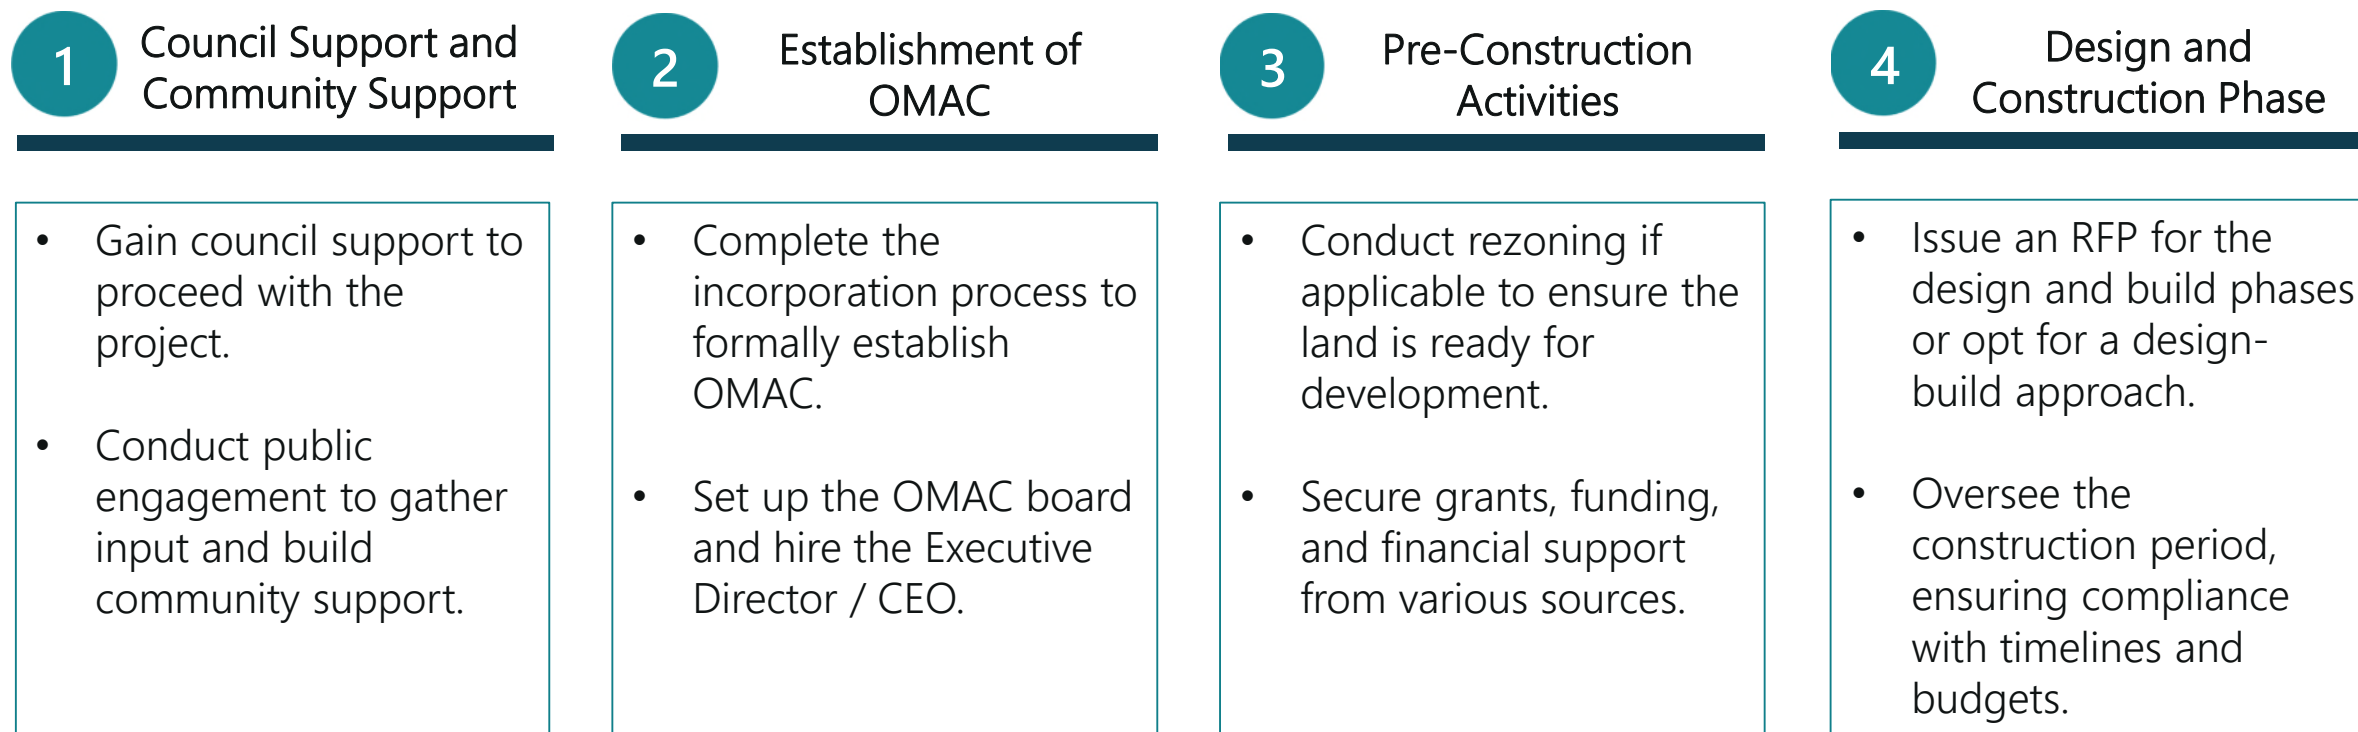 1
Council Support and
Community Support
• Gain council support to
proceed with the
project.
• Conduct public
engagement to gather
input and build
community support.
2
Establishment of
OMAC
• Complete the
incorporation process to
formally establish
OMAC.
• Set up the OMAC board
and hire the Executive
Director / CEO.
3
Pre-Construction
Activities
• Conduct rezoning if
applicable to ensure the
land is ready for
development.
• Secure grants, funding,
and financial support
from various sources.
4
Design and
Construction Phase
• Issue an RFP for the
design and build phases
or opt for a design-
build approach.
• Oversee the
construction period,
ensuring compliance
with timelines and
budgets.